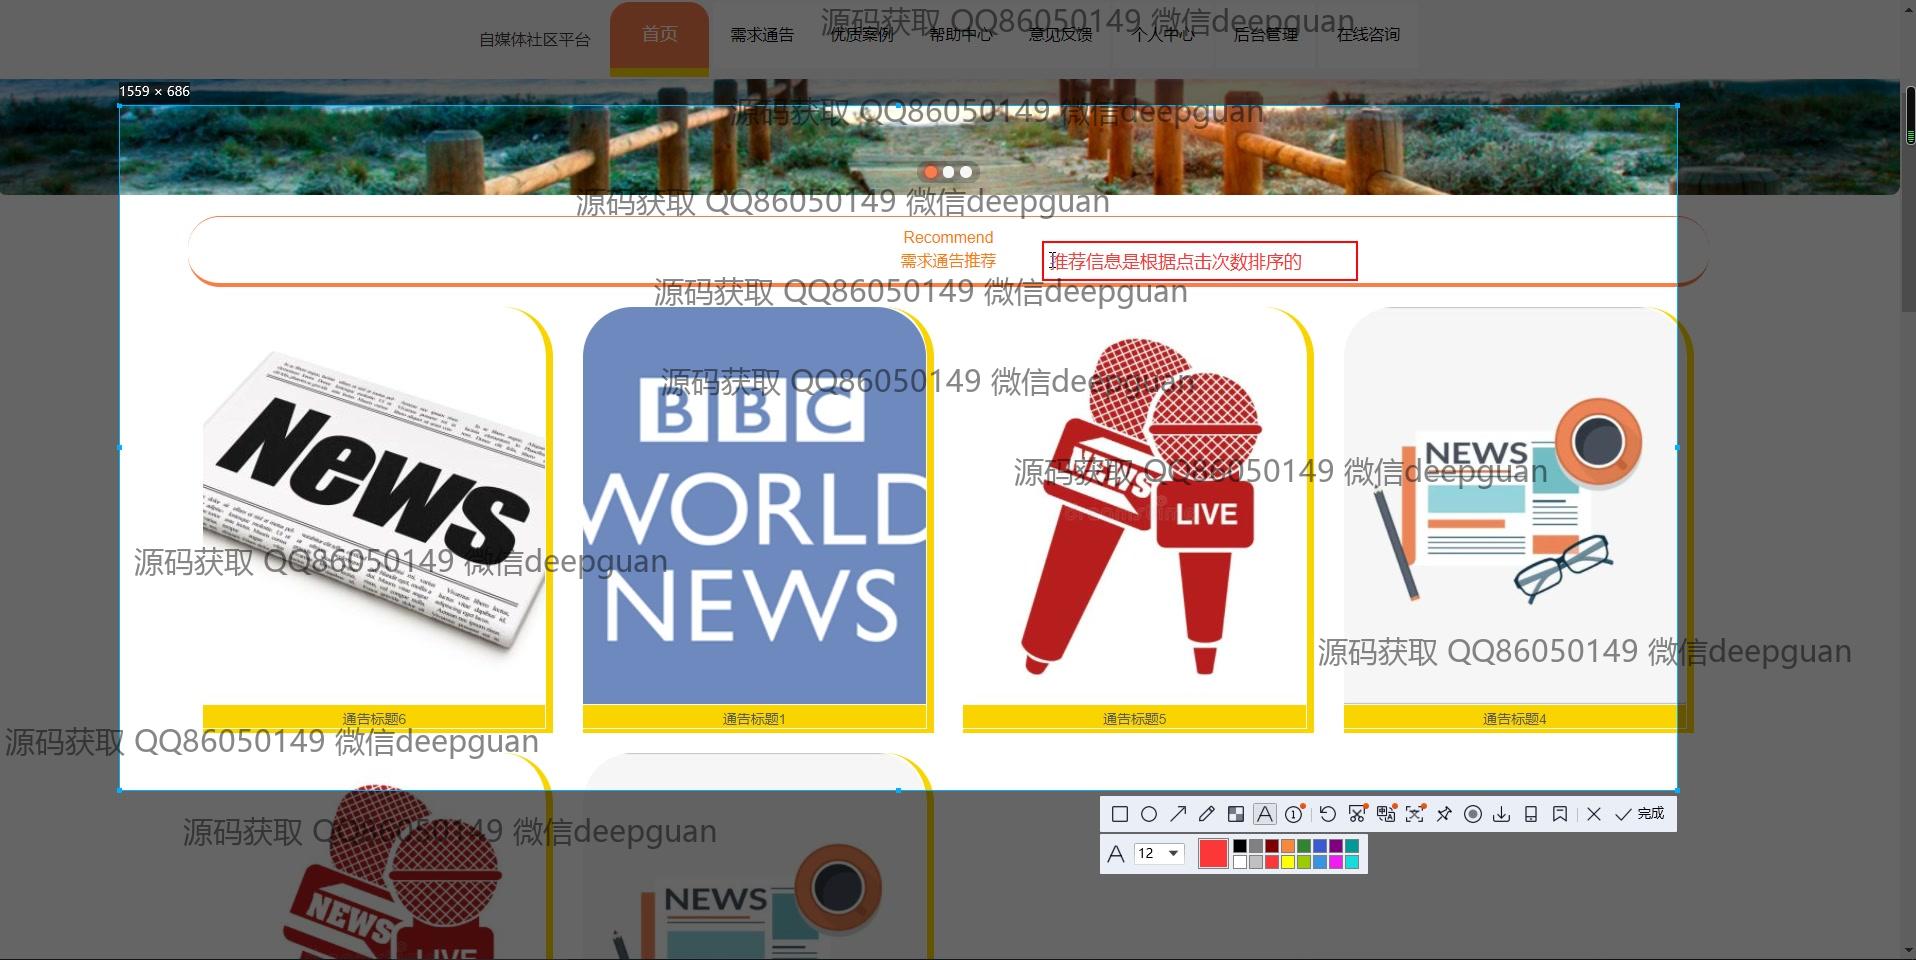 源码获取 QQ86050149 微信deepguan
自媒体社区平台
首页
需求通告
优质案例
帮助中心
意见反馈
个人中心
后台管理
在线咨询
1559 × 686
源码获取 QQ86050149 微信deepguan
源码获取 QQ86050149 微信deepguan
Recommend
需求通告推荐
推荐信息是根据点击次数排序的
源码获取 QQ86050149 微信deepguan
源码获取 QQ86050149 微信deepguan
News
BBC
WORLD
NEWS
NEWS
LIVE
NEWS
源码获取 QQ86050149 微信deepguan
源码获取 QQ86050149 微信deepguan
源码获取 QQ86050149 微信deepguan
通告标题6
通告标题1
通告标题5
通告标题4
源码获取 QQ86050149 微信deepguan
完成
源码获取 QQ86050149 微信deepguan
12
NEWS
LIVE
NEWS